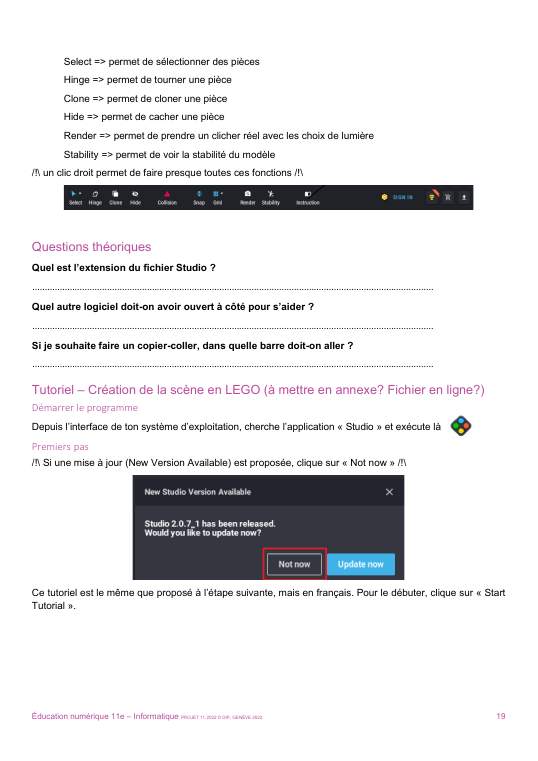 Select => permet de sélectionner des pièces
Hinge => permet de tourner une pièce
Clone => permet de cloner une pièce
Hide => permet de cacher une pièce
Render => permet de prendre un clicher réel avec les choix de lumière
Stability => permet de voir la stabilité du modèle
/!\ un clic droit permet de faire presque toutes ces fonctions /!\
Select Hinge Clone Hide Collision Snap Grid Render Stability Instruction SIGN IN
Questions théoriques
Quel est l’extension du fichier Studio ?
Quel autre logiciel doit-on avoir ouvert à côté pour s’aider ?
Si je souhaite faire un copier-coller, dans quelle barre doit-on aller ?
Tutoriel – Création de la scène en LEGO (à mettre en annexe? Fichier en ligne?)
Démarrer le programme
Depuis l’interface de ton système d’exploitation, cherche l’application « Studio » et exécute là
Premiers pas
/!\ Si une mise à jour (New Version Available) est proposée, clique sur « Not now » /!\
New Studio Version Available
Studio 2.0.7_1 has been released.
Would you like to update now?
Not now Update now
Ce tutoriel est le même que proposé à l’étape suivante, mais en français. Pour le débuter, clique sur « Start
Tutorial ».
Éducation numérique 11e – Informatique PROJET 11.2022 © DIP, GENÈVE 2022 19